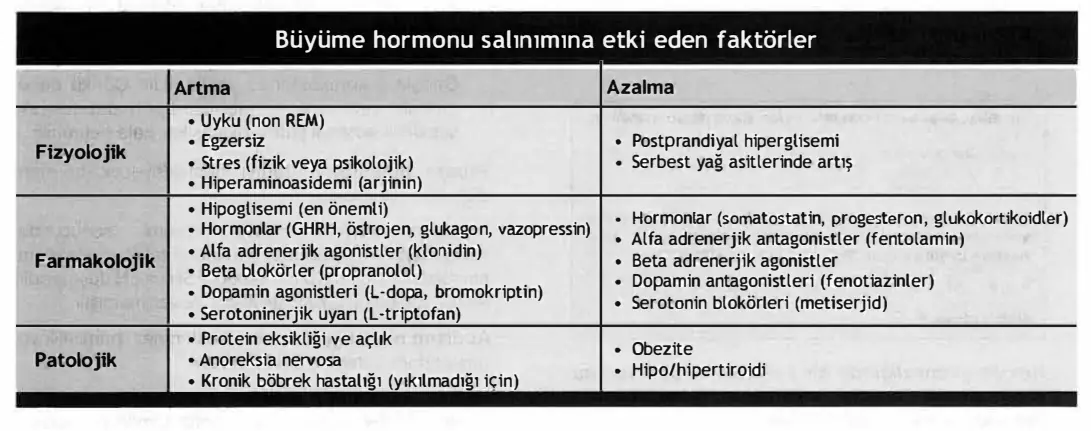 Büyüme hormonu salınımına etki eden faktörler
Artma
Azalma
Fizyolojik
• Uyku (non REM)
• Egzersiz
• Stres (fizik veya psikolojik)
• Hiperaminoasidemi (arjinin)
• Postprandiyal hiperglisemi
• Serbest yağ asitlerinde artış
Farmakolojik
• Hipoglisemi (en önemli)
• Hormonlar (GHRH, östrojen, glukagon, vazopressin)
• Alfa adrenerjik agonistler (klonidin)
• Beta blokörler (propranolol)
• Dopamin agonistleri (L-dopa, bromokriptin)
• Serotoninerjik uyarı (L-triptofan)
• Hormonlar (somatostatin, progesteron, glukokortikoidler)
• Alfa adrenerjik antagonistler (fentolamin)
• Beta adrenerjik agonistler
• Dopamin antagonistleri (fenotiazinler)
• Serotonin blokörleri (metiserjid)
Patolojik
• Protein eksikliği ve açlık
• Anoreksia nervosa
• Kronik böbrek hastalığı (yıkılmadığı için)
• Obezite
• Hipo/hipertiroidi